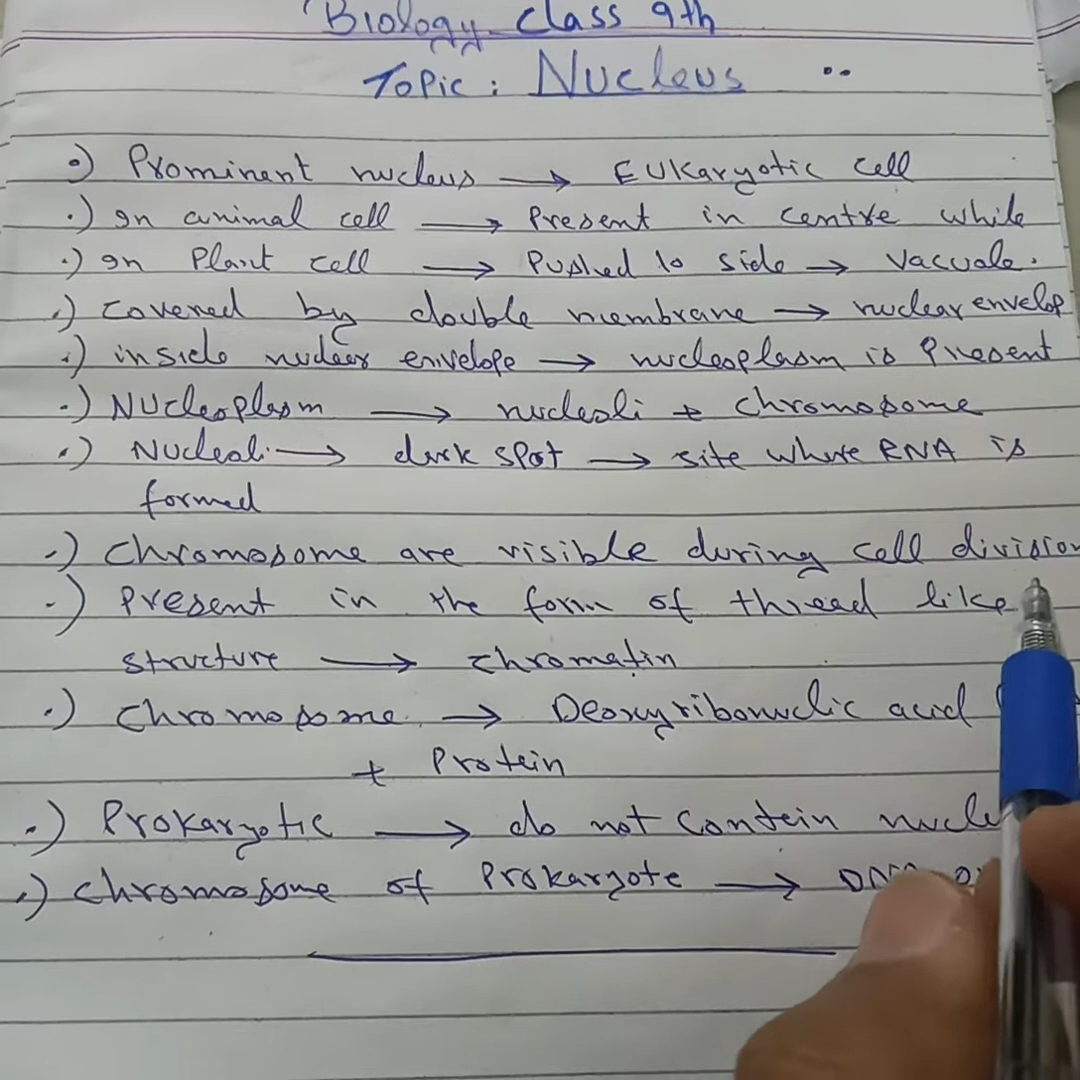 Biology class 9th
Topic: Nucleus
•) Prominent nucleus → Eukaryotic cell
•) In animal cell → Present in centre while
•) In Plant cell → Pushed to side → Vacuole.
•) covered by double membrane → nuclear envelop
•) inside nuclear envelope → nucleoplasm is Present
•) Nucleoplasm → nucleoli + chromosome
•) Nucleoli → dark spot → site where RNA is
formed
•) Chromosome are visible during cell division
•) Present in the form of thread like
structure → chromatin
•) Chromosome → Deoxyribonuclic acid
+ Protein
•) Prokaryotic → do not contain
•) Chromosome of Prokaryote →